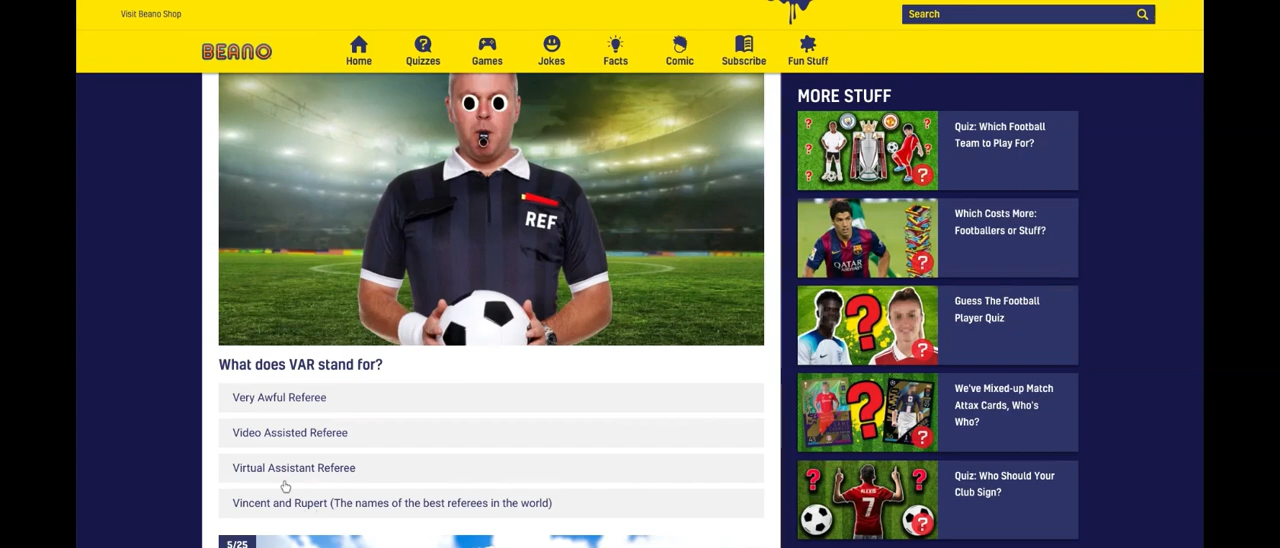 Visit Beano Shop
Search
BEANO
Home
Quizzes
Games
Jokes
Facts
Comic
Subscribe
Fun Stuff
REF
What does VAR stand for?
Very Awful Referee
Video Assisted Referee
Virtual Assistant Referee
Vincent and Rupert (The names of the best referees in the world)
5/25
MORE STUFF
Quiz: Which Football
Team to Play For?
Which Costs More:
Footballers or Stuff?
QATAR
Guess The Football
Player Quiz
We've Mixed-up Match
Attax Cards, Who's
Who?
Quiz: Who Should Your
Club Sign?
ALEXIS
7